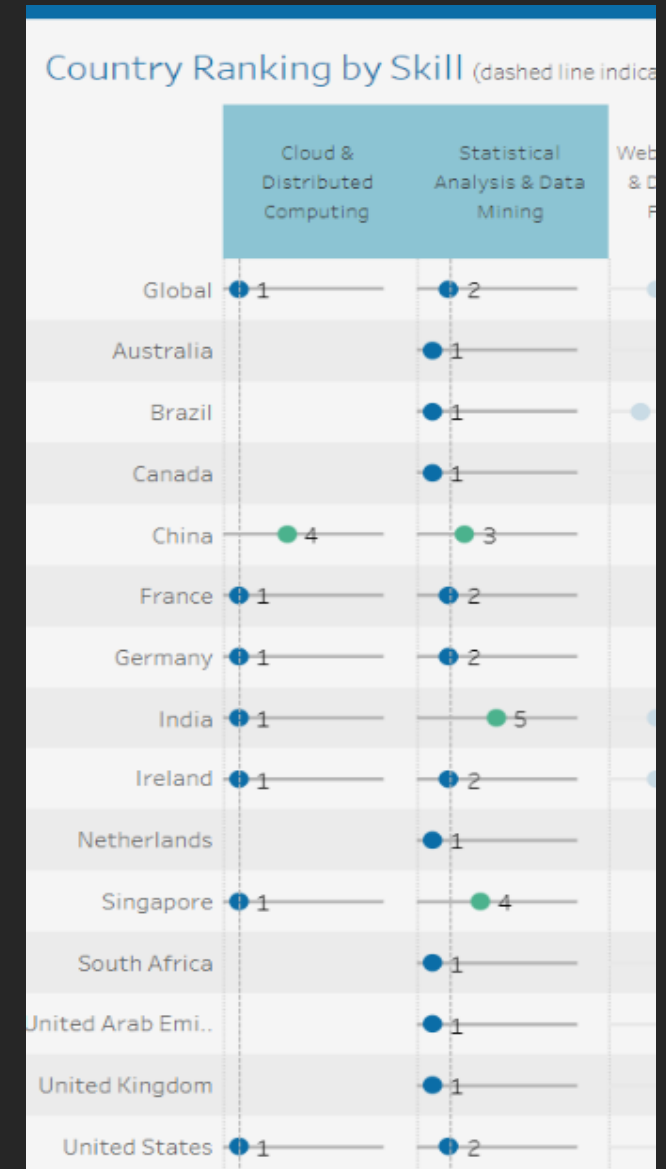 Country Ranking by Skill (dashed line indica
Cloud &
Distributed
Computing
Statistical
Analysis & Data
Mining
Web
& D
F
Global 1 2
Australia 1
Brazil 1
Canada 1
China 4 3
France 1 2
Germany 1 2
India 1 5
Ireland 1 2
Netherlands 1
Singapore 1 4
South Africa 1
United Arab Emi.. 1
United Kingdom 1
United States 1 2